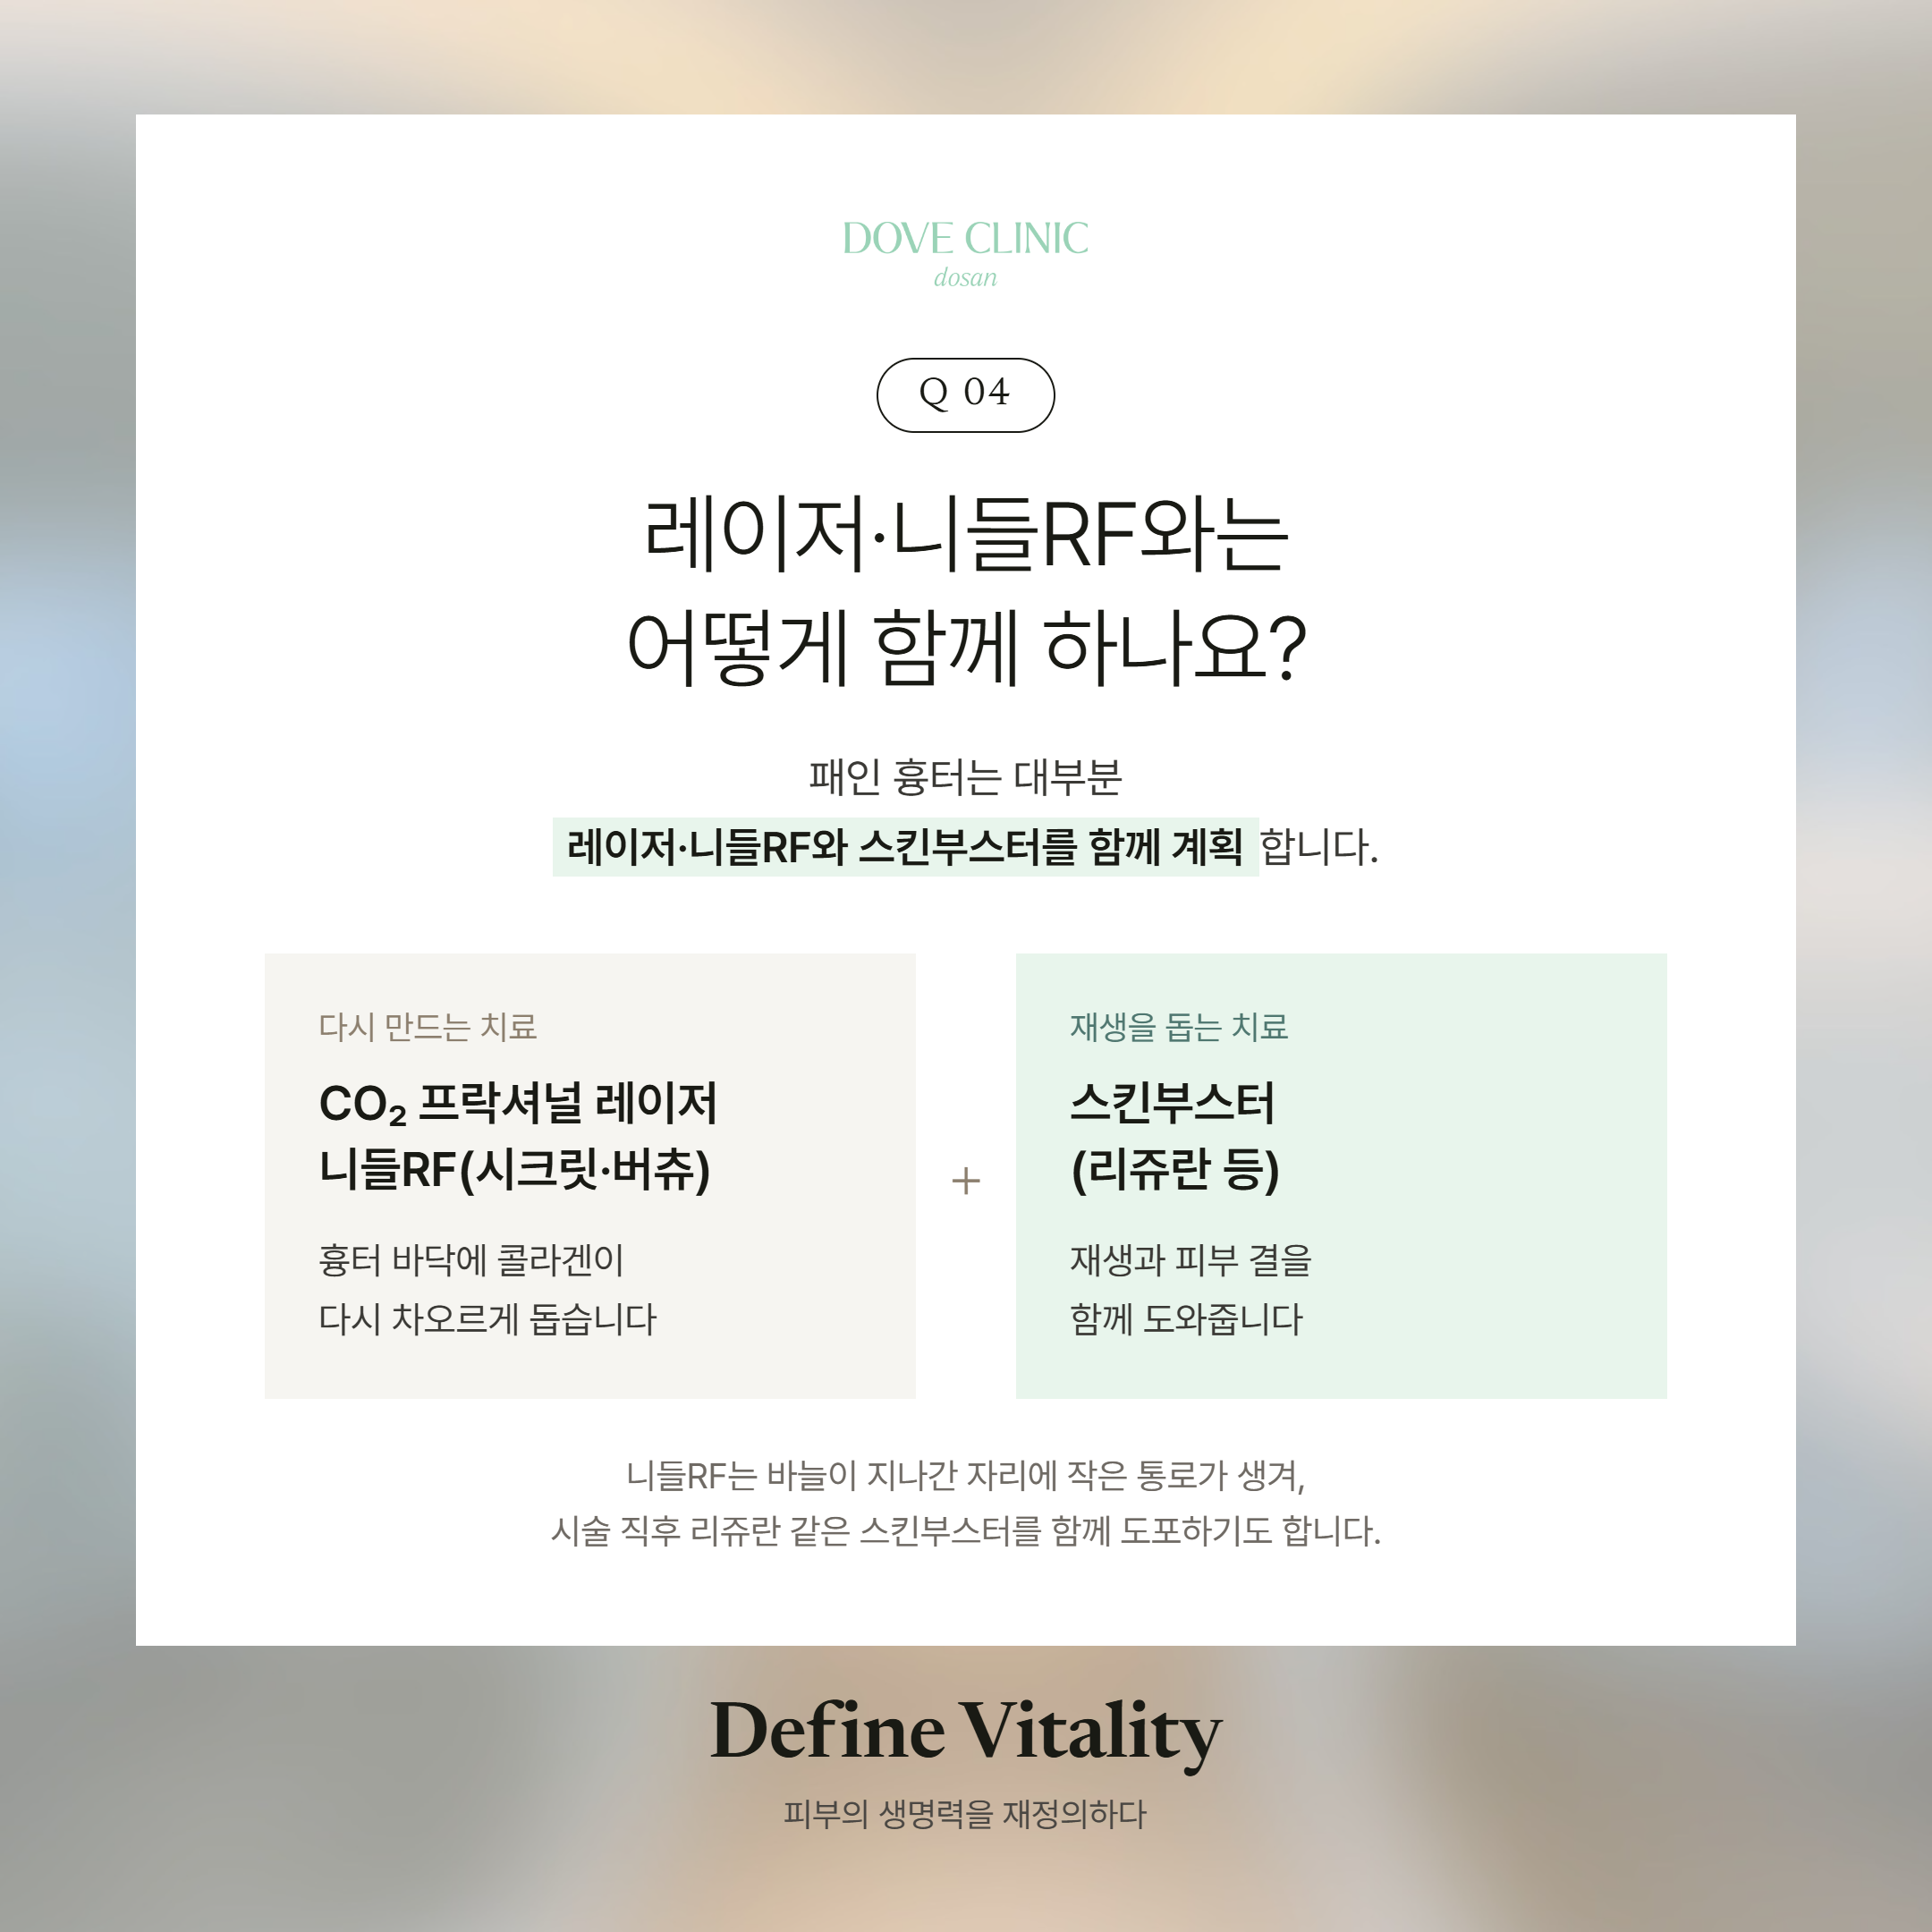 DOVE CLINIC
dosan
Q 04
레이저·니들RF와는
어떻게 함께 하나요?
패인 흉터는 대부분
레이저·니들RF와 스킨부스터를 함께 계획합니다.
다시 만드는 치료
CO₂ 프락셔널 레이저
니들RF(시크릿·버츄)
흉터 바닥에 콜라겐이
다시 차오르게 돕습니다
+
재생을 돕는 치료
스킨부스터
(리쥬란 등)
재생과 피부 결을
함께 도와줍니다
니들RF는 바늘이 지나간 자리에 작은 통로가 생겨,
시술 직후 리쥬란 같은 스킨부스터를 함께 도포하기도 합니다.
Define Vitality
피부의 생명력을 재정의하다